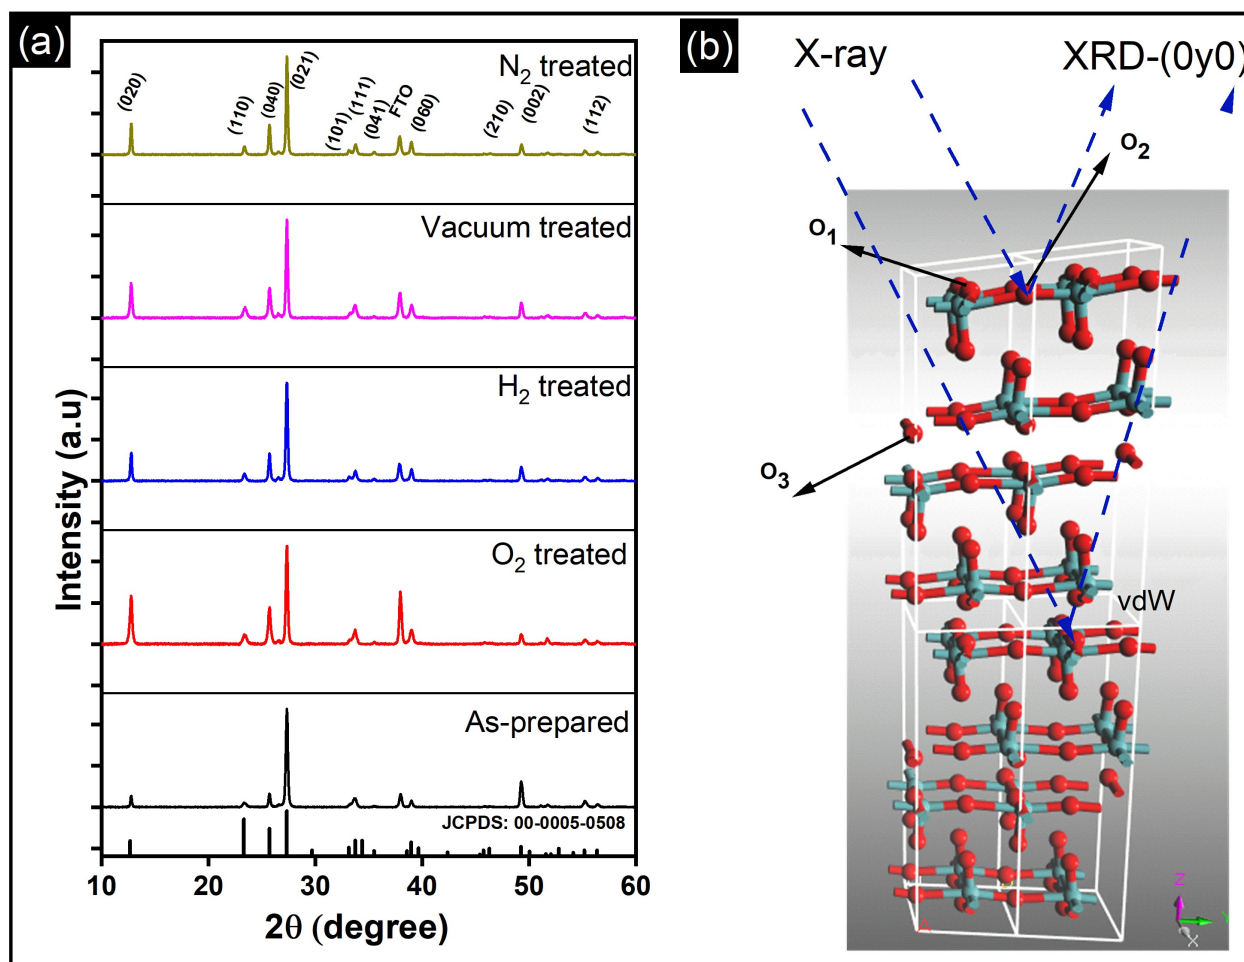 (a)
N₂ treated
(020)
(110)
(040)
(021)
(101)
(111)
(041)
FTO
(060)
(210)
(002)
(112)
Vacuum treated
H₂ treated
O₂ treated
As-prepared
JCPDS: 00-0005-0508
Intensity (a.u)
10 20 30 40 50 60
2θ (degree)
(b)
X-ray XRD-(0y0)
O₂
O₁
O₃
vdW
Z
Y
X
A